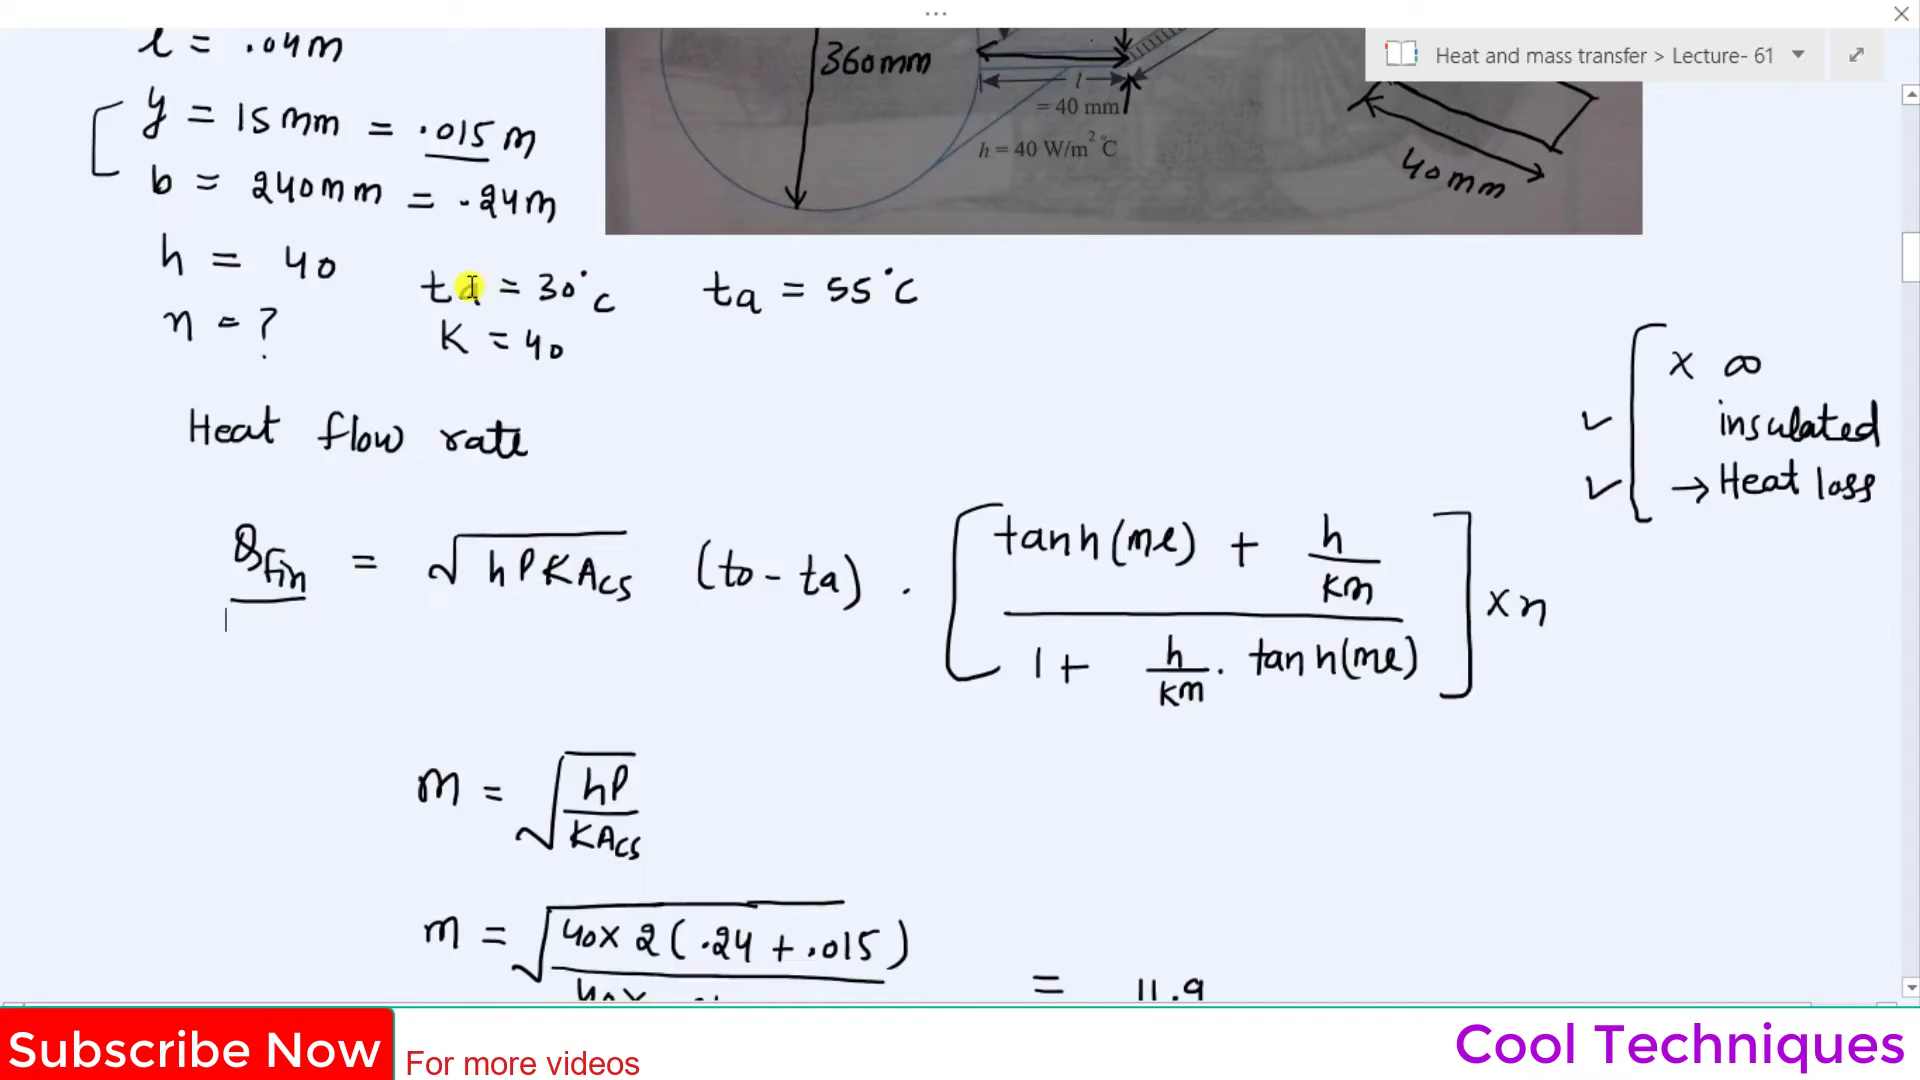 Heat and mass transfer > Lecture- 61
l = .04m
360mm
l
= 40 mm
h = 40 W/m² °C
40mm
y = 15mm = .015m
b = 240mm = .24m
h = 40
ta = 30°c
ta = 55°c
n = ?
K = 40
x ∞
insulated
→ Heat loss
Heat flow rate
Qfin = √hPKAcs (to - ta) . [tanh(ml) + h/km / 1 + h/km . tanh(ml)] x n
m = √hP/KAcs
m = √40x 2(.24 + .015)
= 11.9
Subscribe Now
For more videos
Cool Techniques